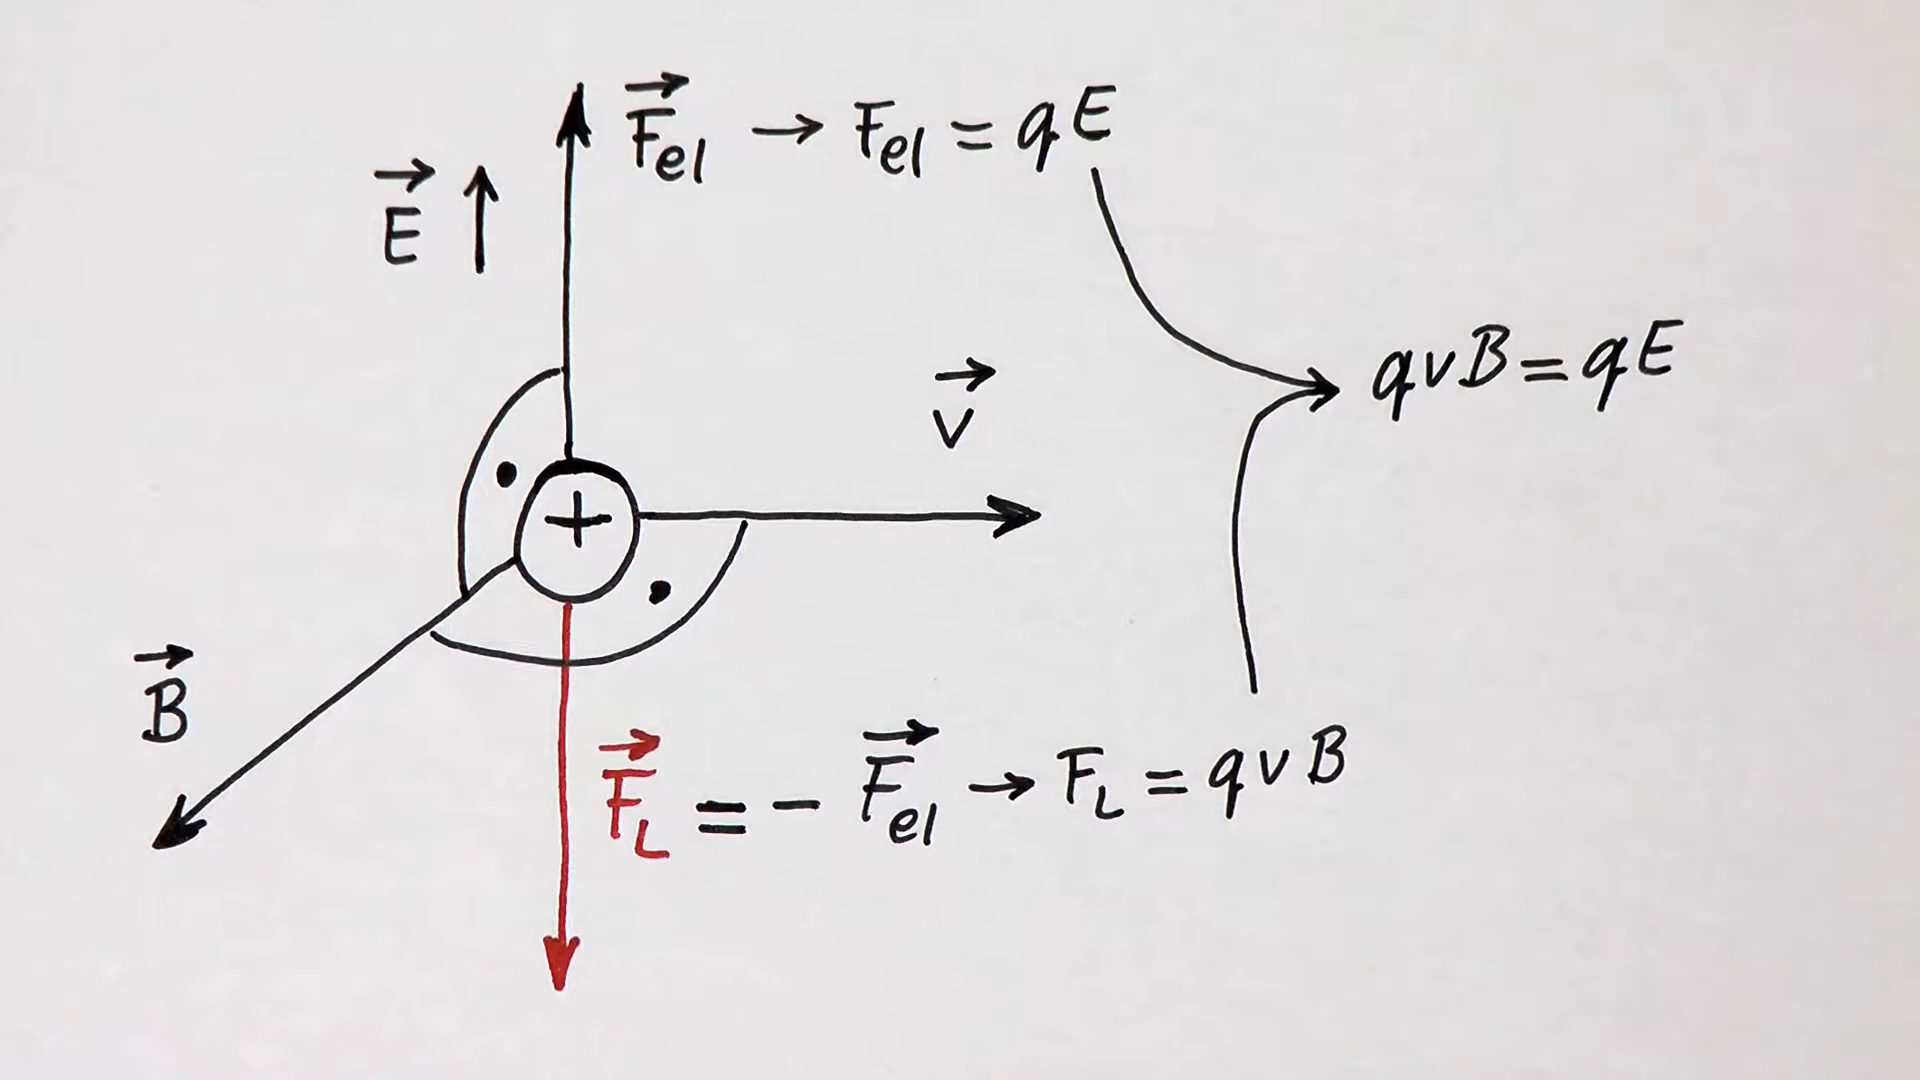 F⃗el → Fel = qE
E⃗ ↑
qvB = qE
v⃗
+
B⃗
F⃗L = − F⃗el → FL = qvB